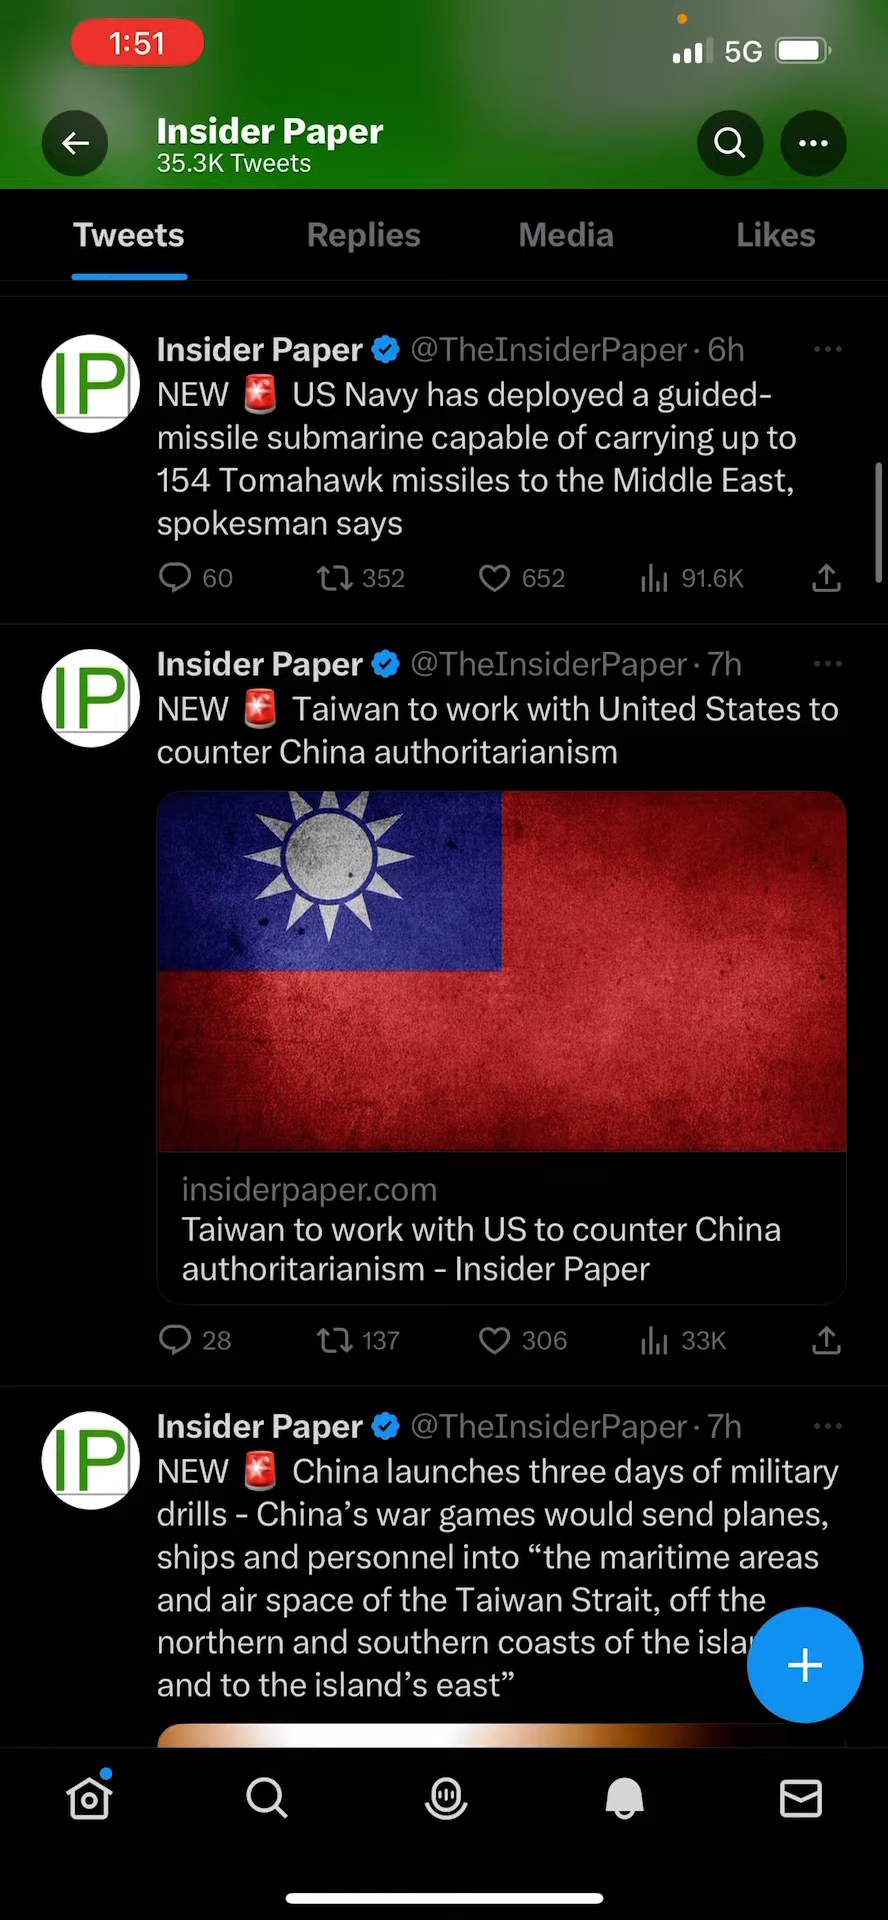 1:51
5G
Insider Paper
35.3K Tweets
Tweets Replies Media Likes
IP
Insider Paper @TheInsiderPaper · 6h
NEW 🚨 US Navy has deployed a guided-
missile submarine capable of carrying up to
154 Tomahawk missiles to the Middle East,
spokesman says
60 352 652 91.6K
IP
Insider Paper @TheInsiderPaper · 7h
NEW 🚨 Taiwan to work with United States to
counter China authoritarianism
insiderpaper.com
Taiwan to work with US to counter China
authoritarianism - Insider Paper
28 137 306 33K
IP
Insider Paper @TheInsiderPaper · 7h
NEW 🚨 China launches three days of military
drills - China’s war games would send planes,
ships and personnel into “the maritime areas
and air space of the Taiwan Strait, off the
northern and southern coasts of the
and to the island’s east”